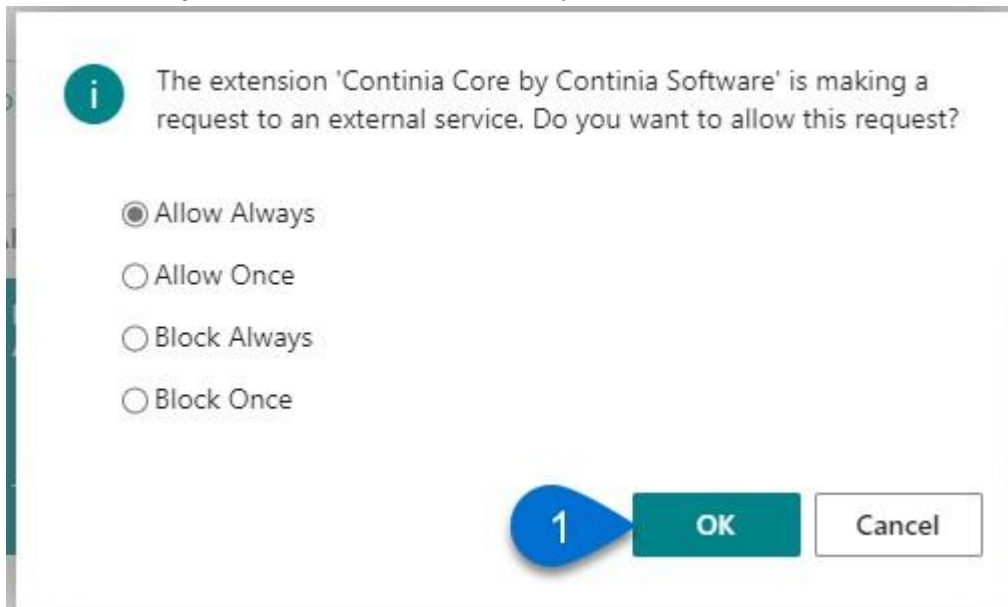 The extension 'Continia Core by Continia Software' is making a
request to an external service. Do you want to allow this request?
Allow Always
Allow Once
Block Always
Block Once
1 OK Cancel